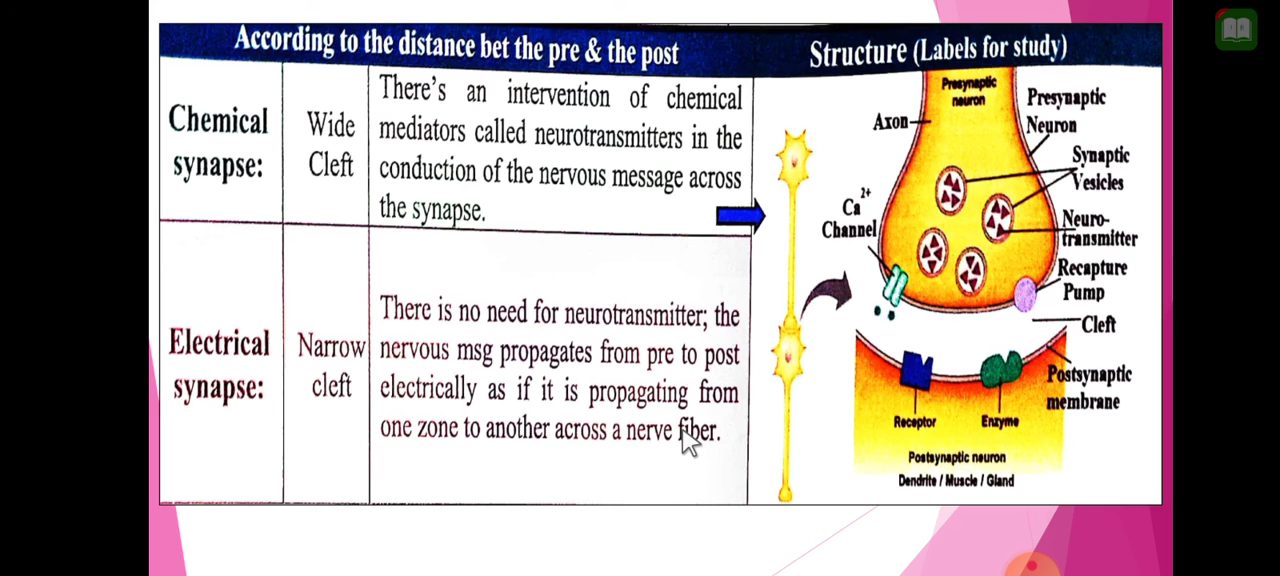 According to the distance bet the pre & the post
Structure (Labels for study)
Chemical
synapse:
Wide
Cleft
There's an intervention of chemical
mediators called neurotransmitters in the
conduction of the nervous message across
the synapse.
Electrical
synapse:
Narrow
cleft
There is no need for neurotransmitter; the
nervous msg propagates from pre to post
electrically as if it is propagating from
one zone to another across a nerve fiber.
Presynaptic
neuron
Axon
Presynaptic
Neuron
Synaptic
Vesicles
Ca2+
Channel
Neuro-
transmitter
Recapture
Pump
Cleft
Postsynaptic
membrane
Receptor
Enzyme
Postsynaptic neuron
Dendrite / Muscle / Gland